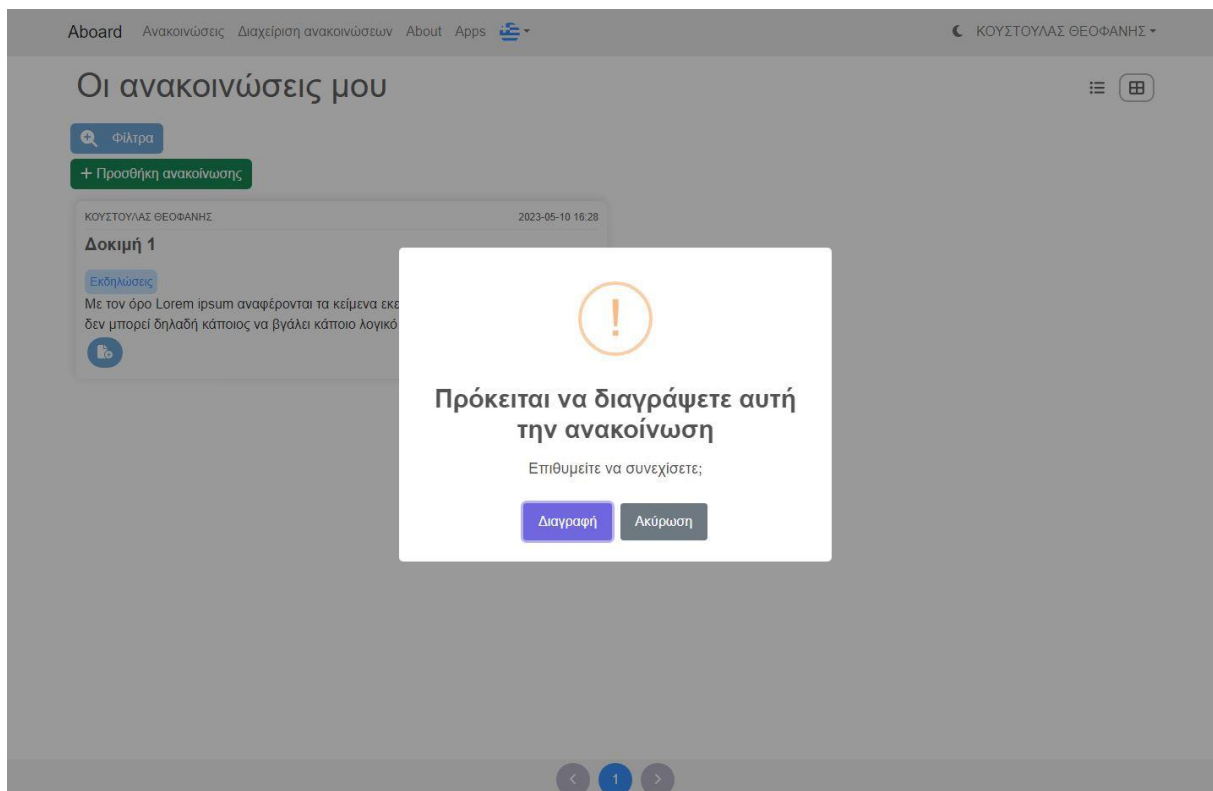 Aboard Ανακοινώσεις Διαχείριση ανακοινώσεων About Apps ΚΟΥΣΤΟΥΛΑΣ ΘΕΟΦΑΝΗΣ
Οι ανακοινώσεις μου
Φίλτρα
+ Προσθήκη ανακοίνωσης
ΚΟΥΣΤΟΥΛΑΣ ΘΕΟΦΑΝΗΣ 2023-05-10 16:28
Δοκιμή 1
Εκδηλώσεις
Με τον όρο Lorem ipsum αναφέρονται τα κείμενα εκε
δεν μπορεί δηλαδή κάποιος να βγάλει κάποιο λογικό
!
Πρόκειται να διαγράψετε αυτή
την ανακοίνωση
Επιθυμείτε να συνεχίσετε;
Διαγραφή Ακύρωση
1